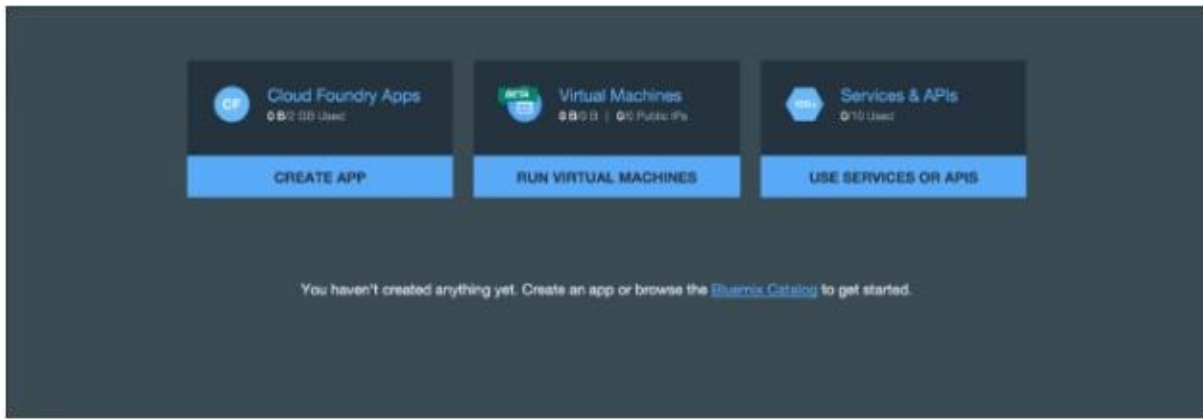 CF
Cloud Foundry Apps
0 B/2 GB Used
CREATE APP
BETA
Virtual Machines
0 B/0 B | 0/0 Public IPs
RUN VIRTUAL MACHINES
Services & APIs
0/10 Used
USE SERVICES OR APIS
You haven't created anything yet. Create an app or browse the Bluemix Catalog to get started.